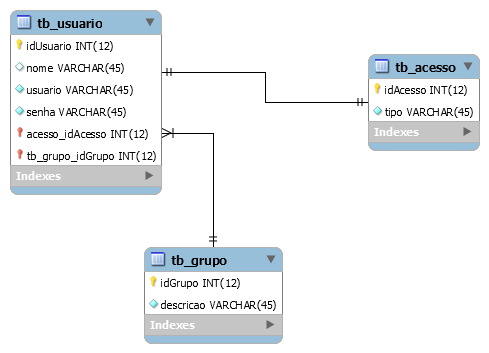 tb_usuario
idUsuario INT(12)
nome VARCHAR(45)
usuario VARCHAR(45)
senha VARCHAR(45)
acesso_idAcesso INT(12)
tb_grupo_idGrupo INT(12)
Indexes
tb_acesso
idAcesso INT(12)
tipo VARCHAR(45)
Indexes
tb_grupo
idGrupo INT(12)
descricao VARCHAR(45)
Indexes